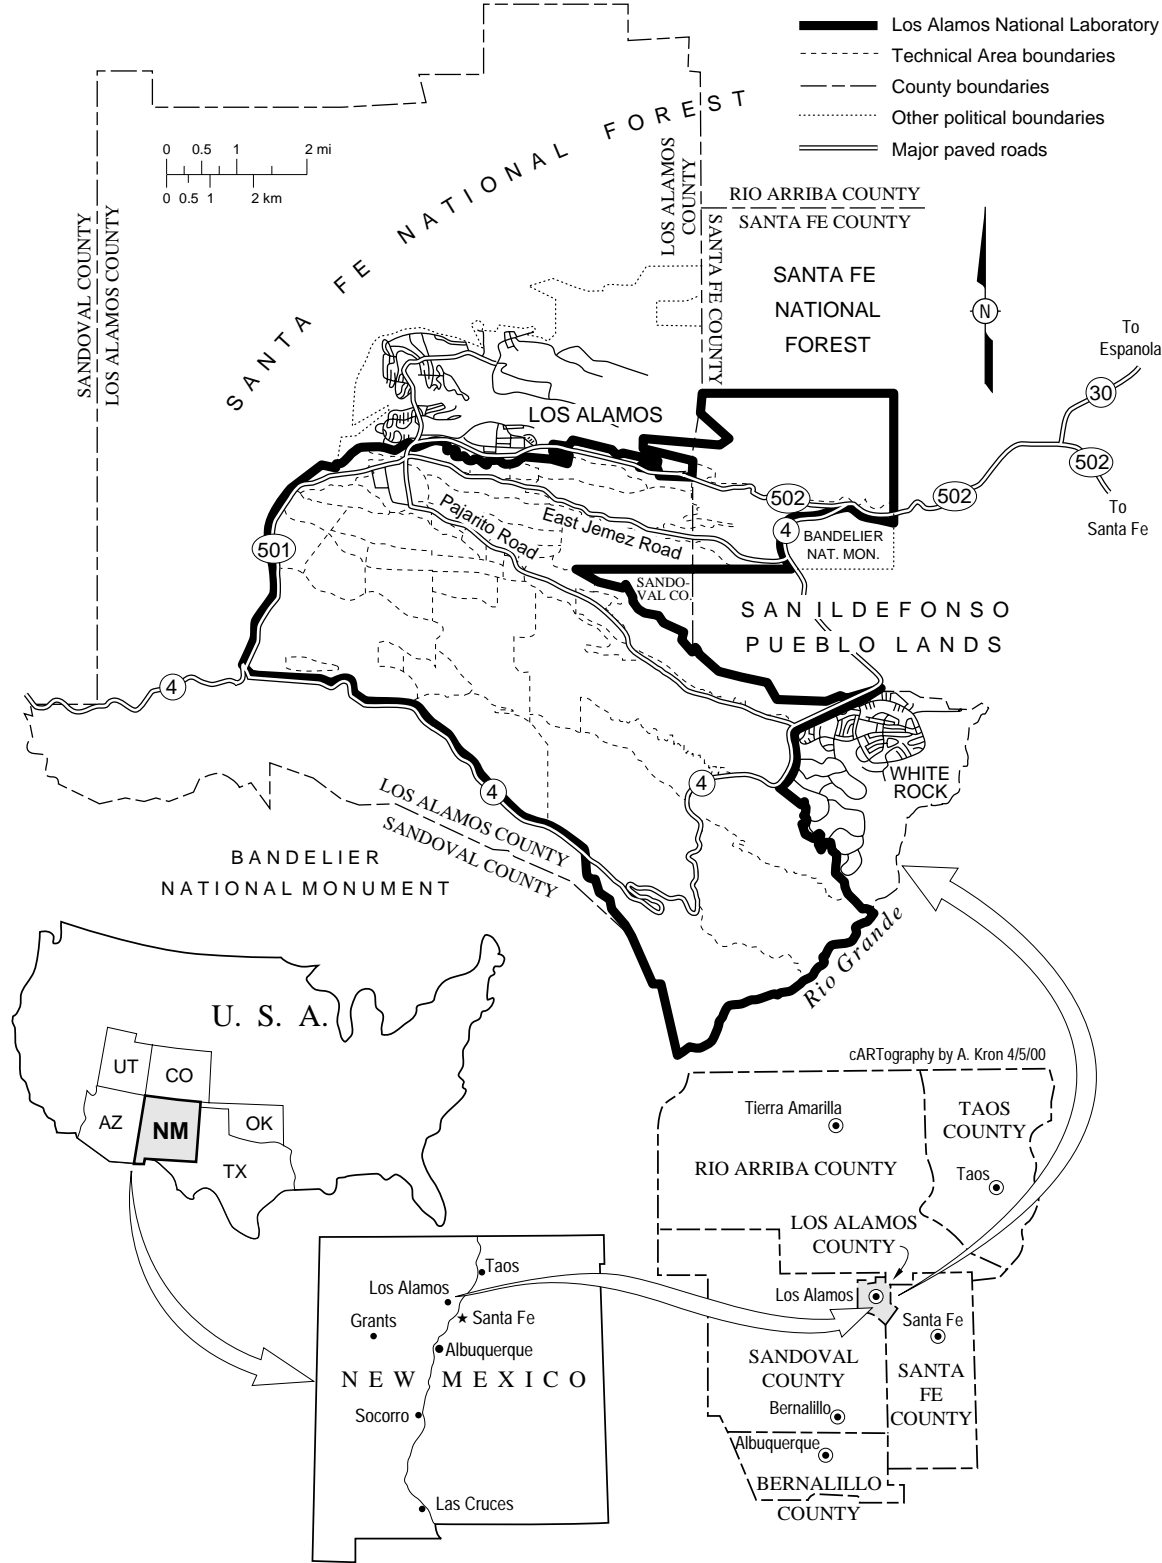 Los Alamos National Laboratory
Technical Area boundaries
County boundaries
Other political boundaries
Major paved roads
0 0.5 1 2 mi
0 0.5 1 2 km
SANTA FE NATIONAL FOREST
SANDOVAL COUNTY
LOS ALAMOS COUNTY
LOS ALAMOS
COUNTY
RIO ARRIBA COUNTY
SANTA FE COUNTY
SANTA FE COUNTY
SANTA FE
NATIONAL
FOREST
N
To
Espanola
30
502
To
Santa Fe
LOS ALAMOS
502
502
4
BANDELIER
NAT. MON.
501
Pajarito Road
East Jemez Road
SANDO-
VAL CO.
SAN ILDEFONSO
PUEBLO LANDS
4
4
4
WHITE
ROCK
LOS ALAMOS COUNTY
SANDOVAL COUNTY
BANDELIER
NATIONAL MONUMENT
Rio Grande
U. S. A.
UT
CO
AZ
NM
OK
TX
cARTography by A. Kron 4/5/00
Tierra Amarilla
TAOS
COUNTY
RIO ARRIBA COUNTY
Taos
LOS ALAMOS
COUNTY
Los Alamos
Santa Fe
SANDOVAL
COUNTY
SANTA
FE
COUNTY
Bernalillo
Albuquerque
BERNALILLO
COUNTY
Taos
Los Alamos
Santa Fe
Grants
Albuquerque
NEW MEXICO
Socorro
Las Cruces